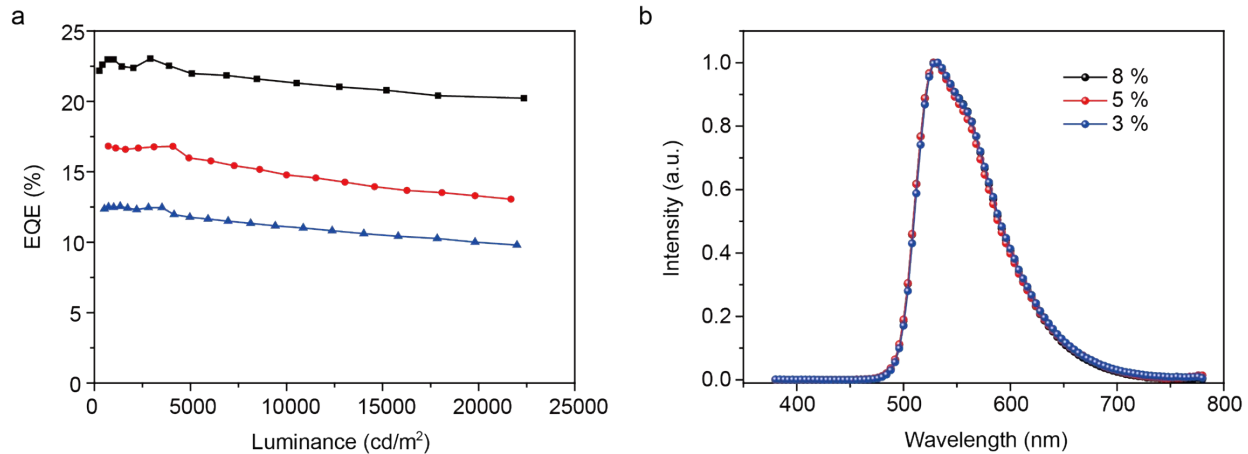 a
25
20
15
10
5
0
EQE (%)
0 5000 10000 15000 20000 25000
Luminance (cd/m²)
b
1.0
0.8
0.6
0.4
0.2
0.0
Intensity (a.u.)
8 %
5 %
3 %
400 500 600 700 800
Wavelength (nm)